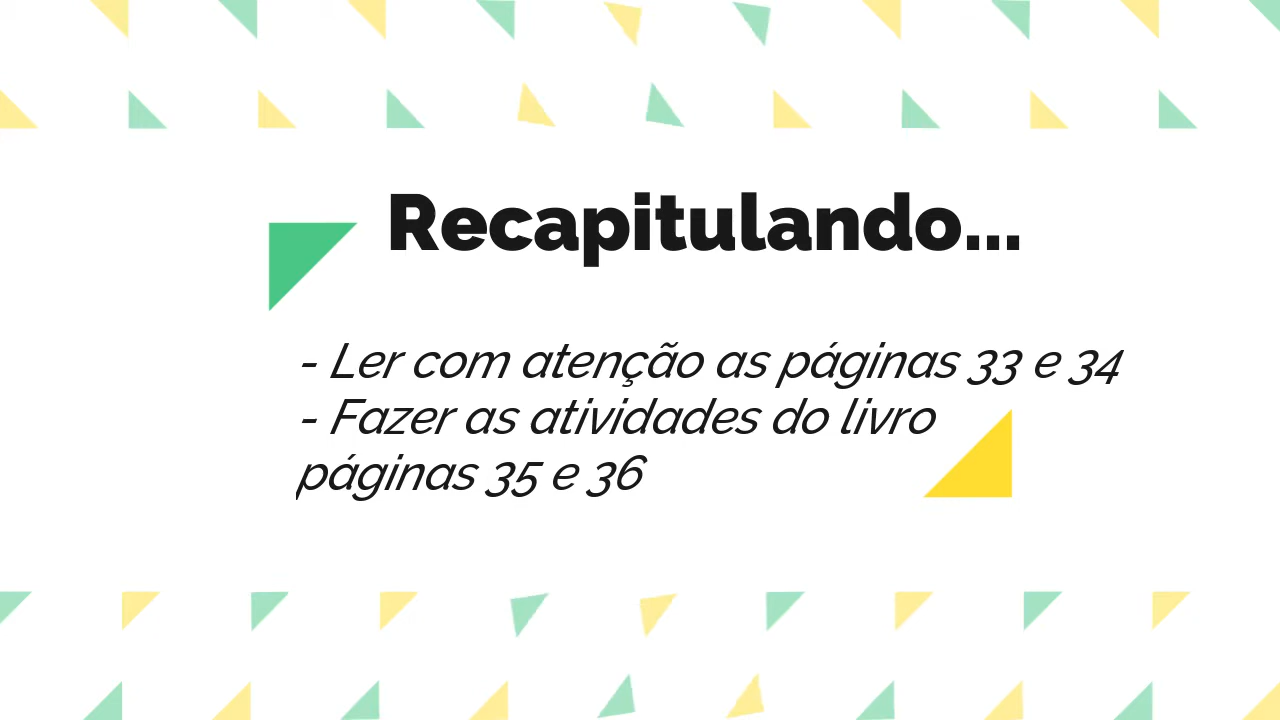 Recapitulando...
- Ler com atenção as páginas 33 e 34
- Fazer as atividades do livro
páginas 35 e 36